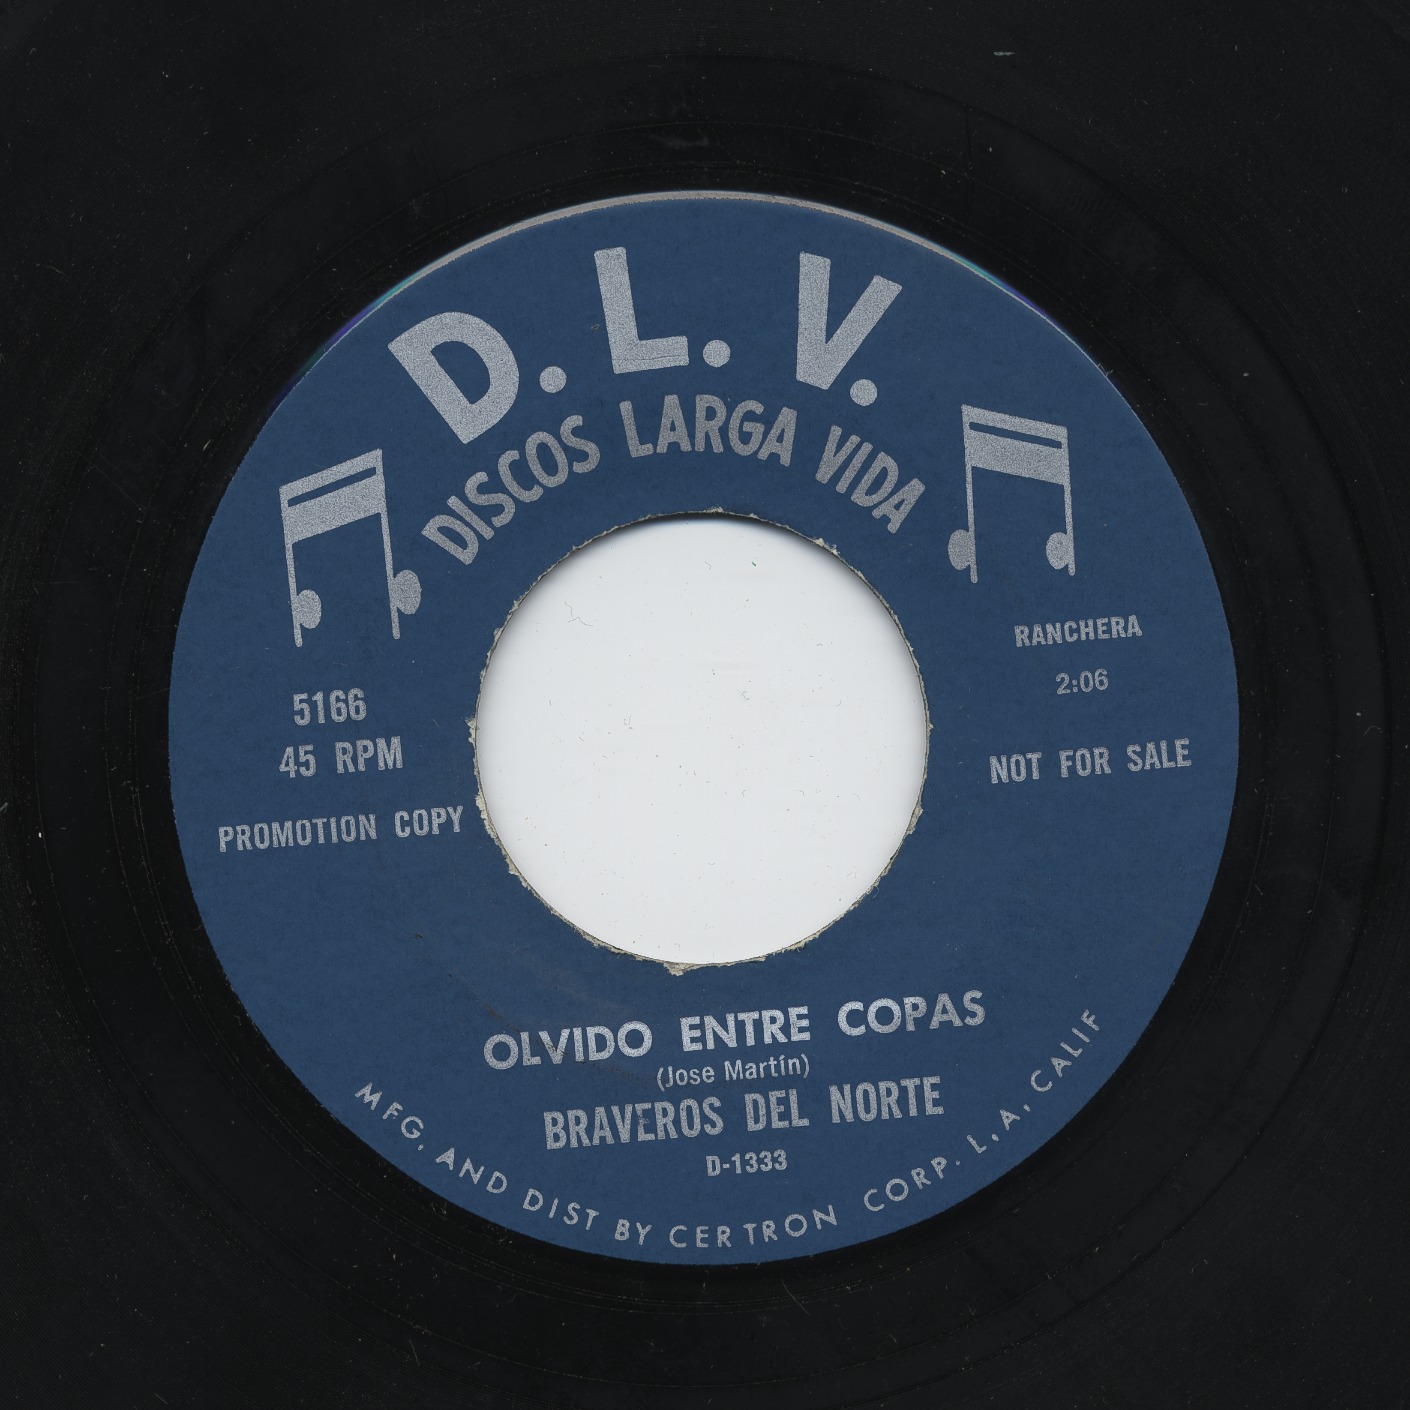 D. L. V.
DISCOS LARGA VIDA
5166
45 RPM
PROMOTION COPY
RANCHERA
2:06
NOT FOR SALE
OLVIDO ENTRE COPAS
(Jose Martín)
BRAVEROS DEL NORTE
D-1333
MFG. AND DIST BY CERTRON CORP. L.A. CALIF